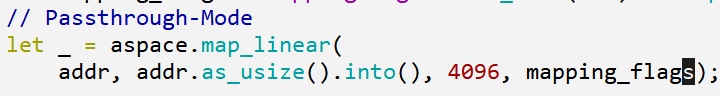 // Passthrough-Mode
let _ = aspace.map_linear(
addr, addr.as_usize().into(), 4096, mapping_flags);